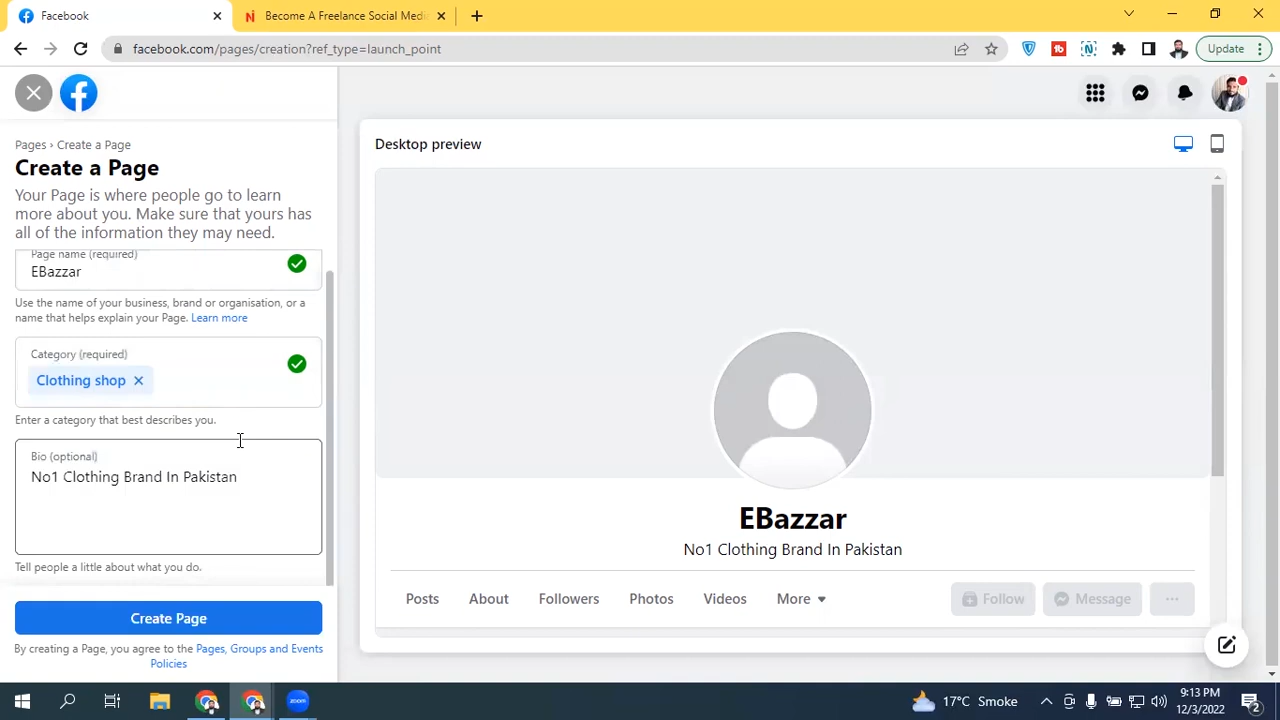 Facebook
Become A Freelance Social Medi
facebook.com/pages/creation?ref_type=launch_point
Update
Pages › Create a Page
Create a Page
Your Page is where people go to learn
more about you. Make sure that yours has
all of the information they may need.
Page name (required)
EBazzar
Use the name of your business, brand or organisation, or a
name that helps explain your Page. Learn more
Category (required)
Clothing shop
Enter a category that best describes you.
Bio (optional)
No1 Clothing Brand In Pakistan
Tell people a little about what you do.
Create Page
By creating a Page, you agree to the Pages, Groups and Events
Policies
Desktop preview
EBazzar
No1 Clothing Brand In Pakistan
Posts About Followers Photos Videos More Follow Message ...
zoom
17°C Smoke
9:13 PM
12/3/2022
2